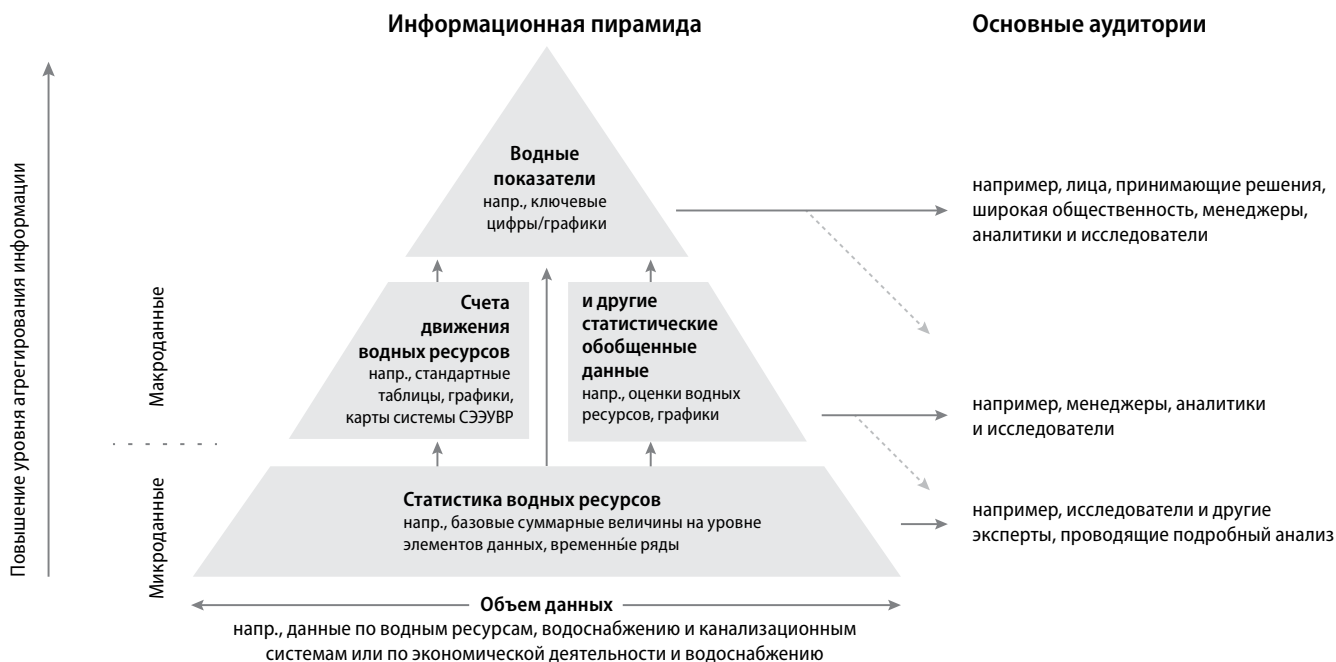 Информационная пирамида
Основные аудитории
Повышение уровня агрегирования информации
Макроданные
Микроданные
Водные
показатели
напр., ключевые
цифры/графики
например, лица, принимающие решения,
широкая общественность, менеджеры,
аналитики и исследователи
Счета
движения
водных ресурсов
напр., стандартные
таблицы, графики,
карты системы СЭЭУВР
и другие
статистические
обобщенные
данные
напр., оценки водных
ресурсов, графики
например, менеджеры, аналитики
и исследователи
Статистика водных ресурсов
напр., базовые суммарные величины на уровне
элементов данных, временны́е ряды
например, исследователи и другие
эксперты, проводящие подробный анализ
Объем данных
напр., данные по водным ресурсам, водоснабжению и канализационным
системам или по экономической деятельности и водоснабжению